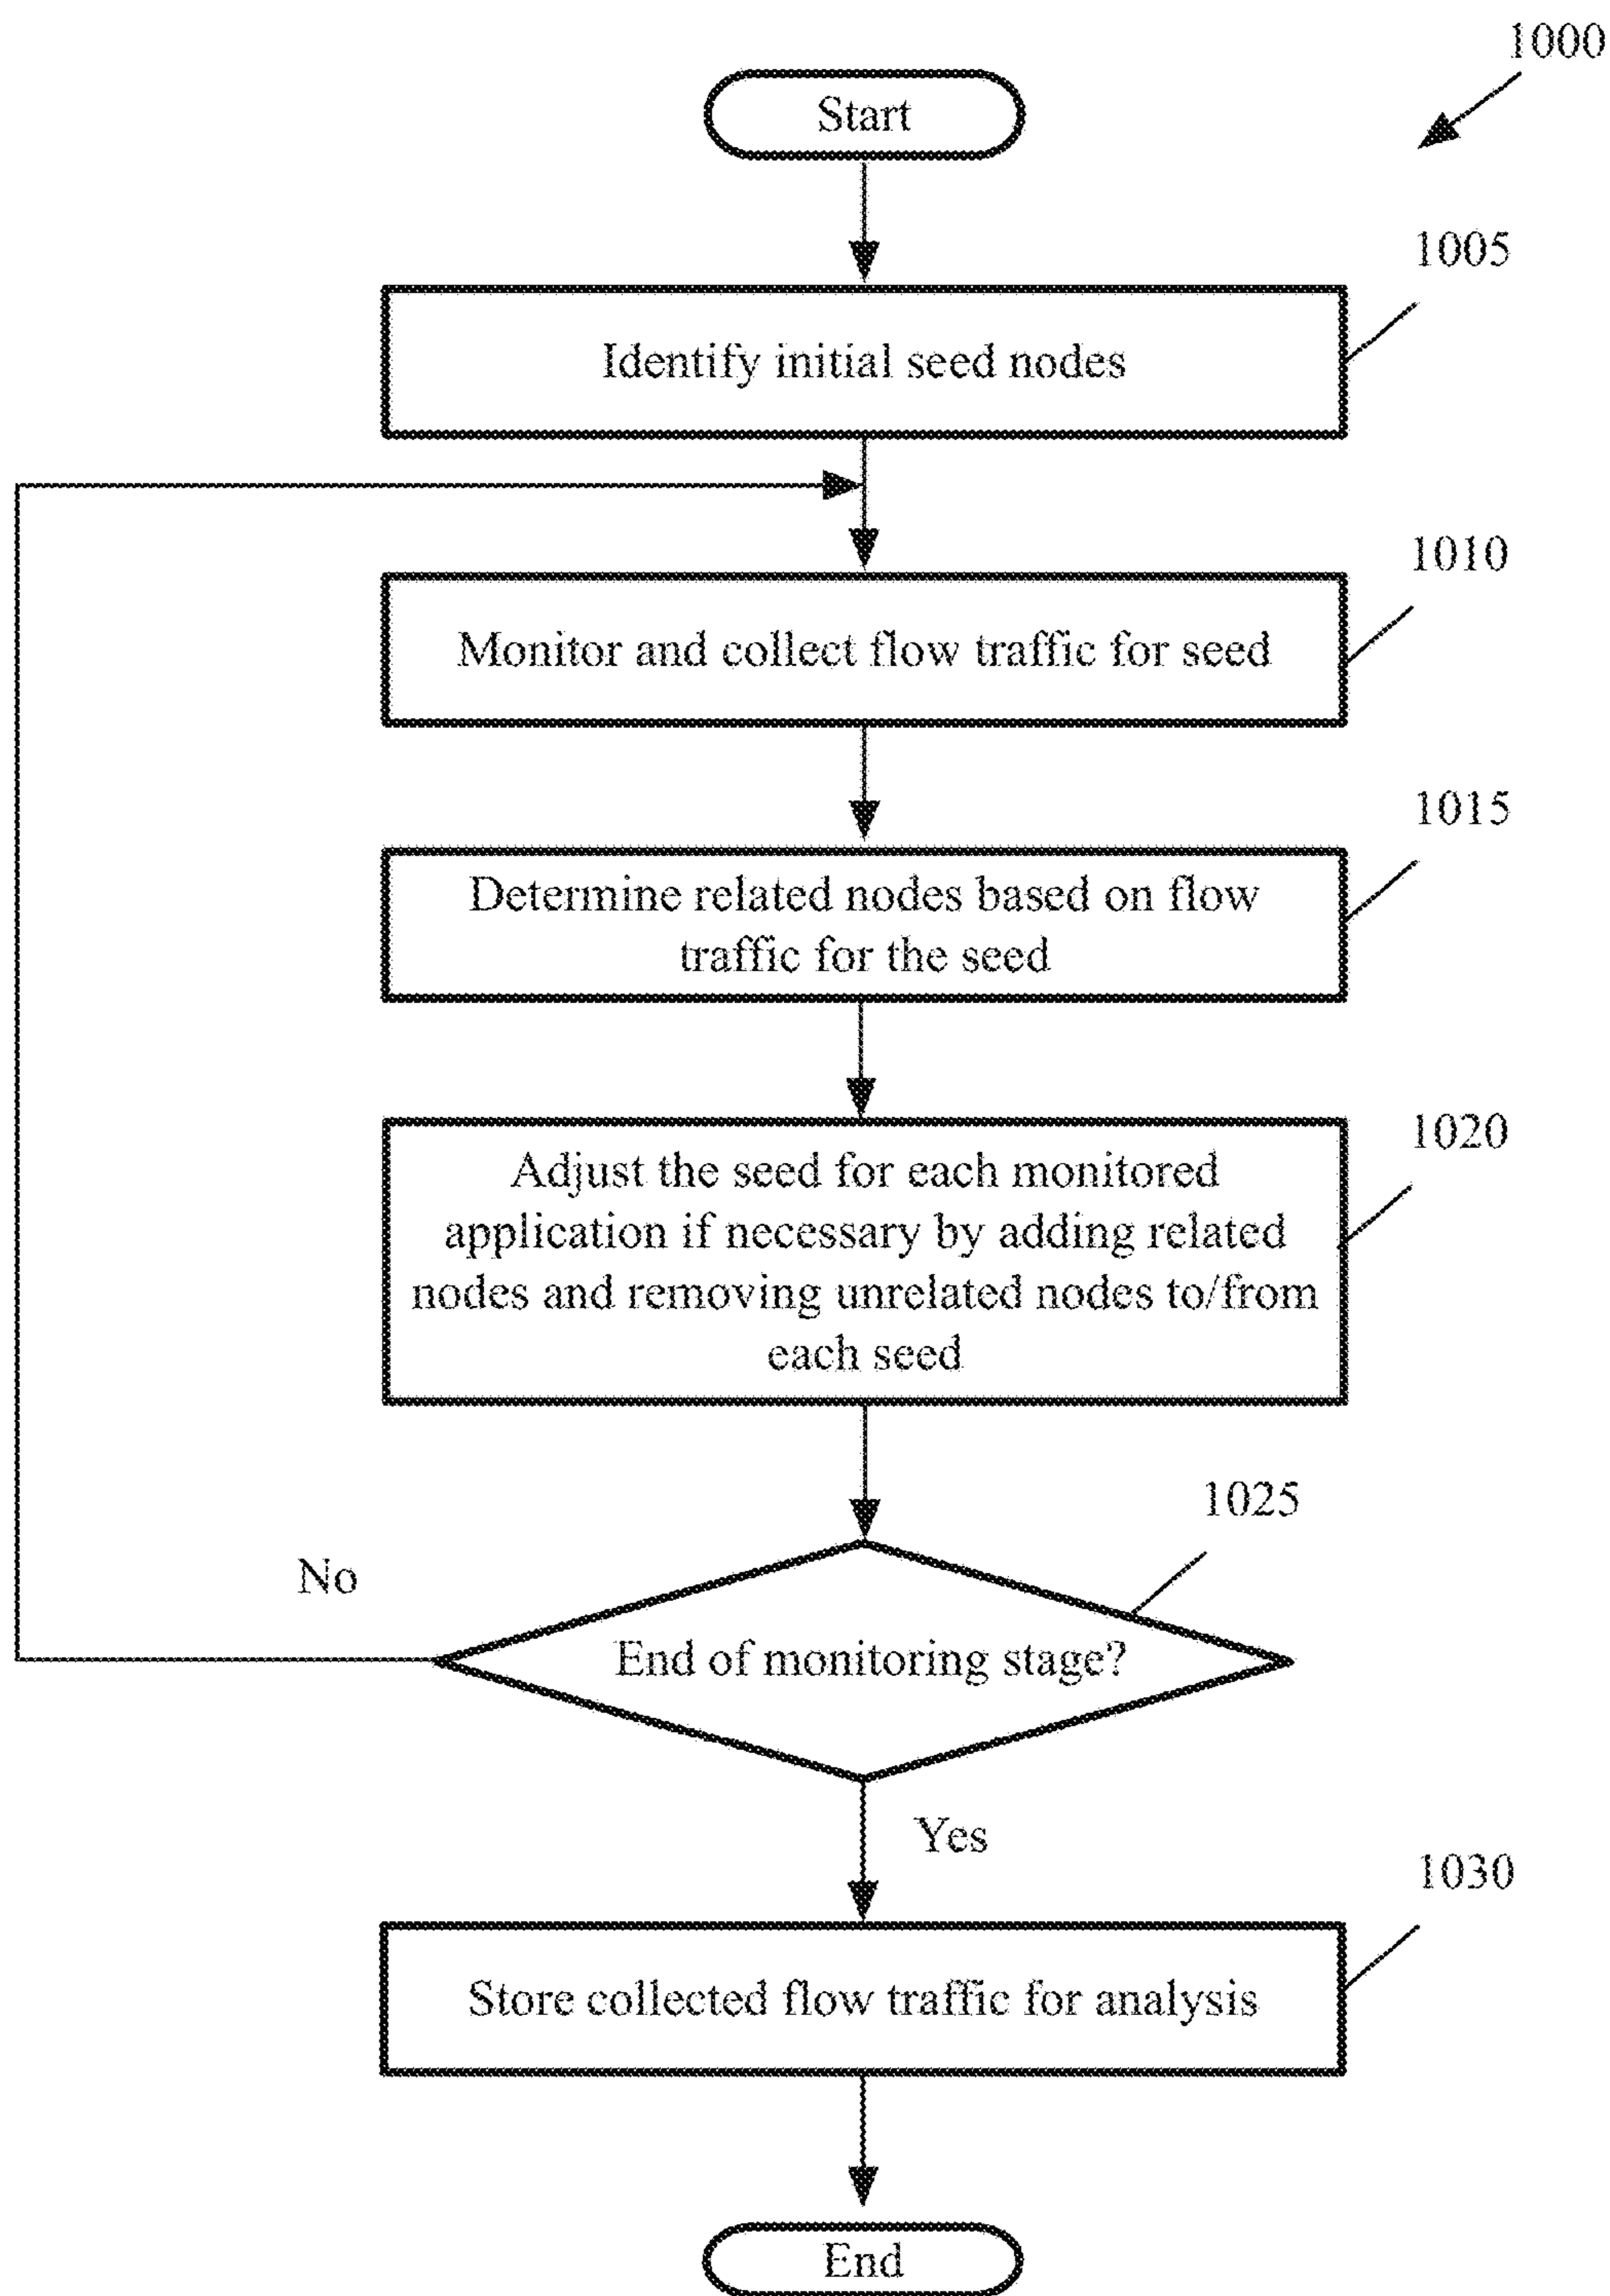 1000
Start
1005
Identify initial seed nodes
1010
Monitor and collect flow traffic for seed
1015
Determine related nodes based on flow
traffic for the seed
1020
Adjust the seed for each monitored
application if necessary by adding related
nodes and removing unrelated nodes to/from
each seed
1025
No
End of monitoring stage?
Yes
1030
Store collected flow traffic for analysis
End